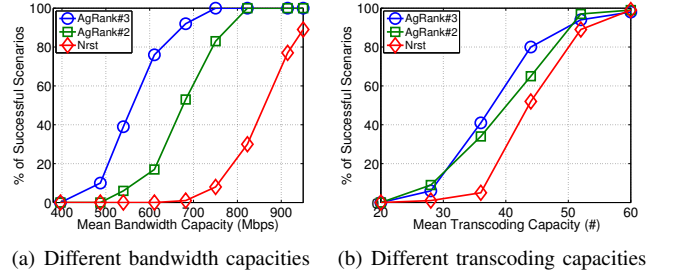 100
80
60
40
20
0
% of Successful Scenarios
AgRank#3
AgRank#2
Nrst
400 500 600 700 800 900
Mean Bandwidth Capacity (Mbps)
(a) Different bandwidth capacities
100
80
60
40
20
0
% of Successful Scenarios
AgRank#3
AgRank#2
Nrst
20 30 40 50 60
Mean Transcoding Capacity (#)
(b) Different transcoding capacities